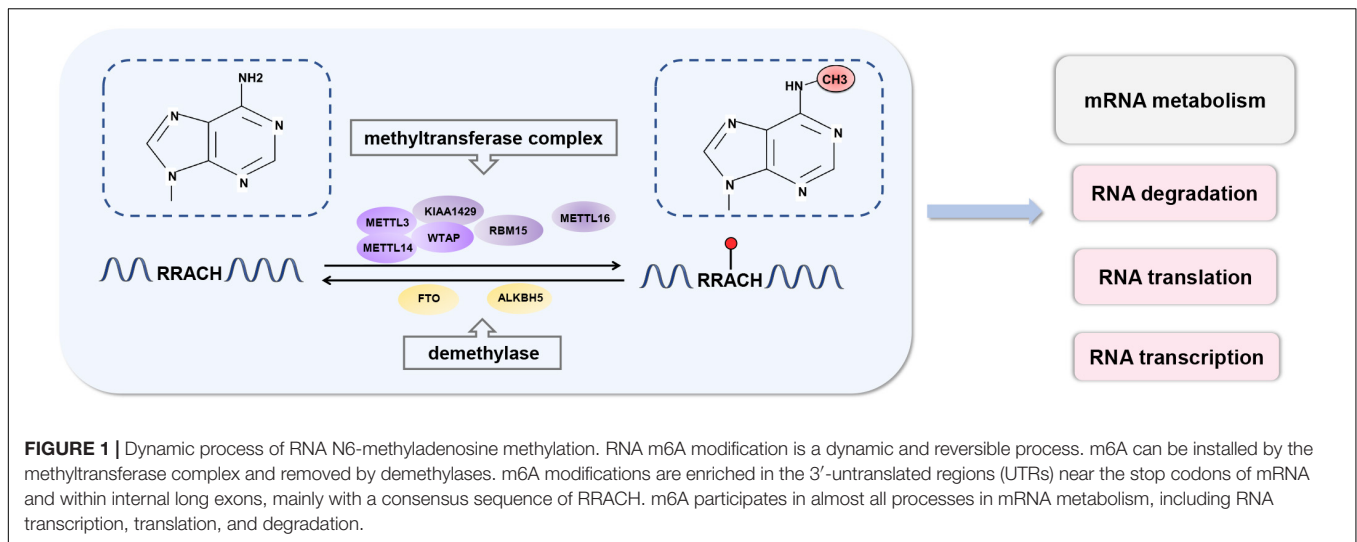 NH2
N
N
N
N
methyltransferase complex
HN
CH3
N
N
N
N
METTL3
KIAA1429
METTL14
WTAP
RBM15
METTL16
RRACH
RRACH
FTO
ALKBH5
demethylase
mRNA metabolism
RNA degradation
RNA translation
RNA transcription
FIGURE 1 | Dynamic process of RNA N6-methyladenosine methylation. RNA m6A modification is a dynamic and reversible process. m6A can be installed by the
methyltransferase complex and removed by demethylases. m6A modifications are enriched in the 3′-untranslated regions (UTRs) near the stop codons of mRNA
and within internal long exons, mainly with a consensus sequence of RRACH. m6A participates in almost all processes in mRNA metabolism, including RNA
transcription, translation, and degradation.